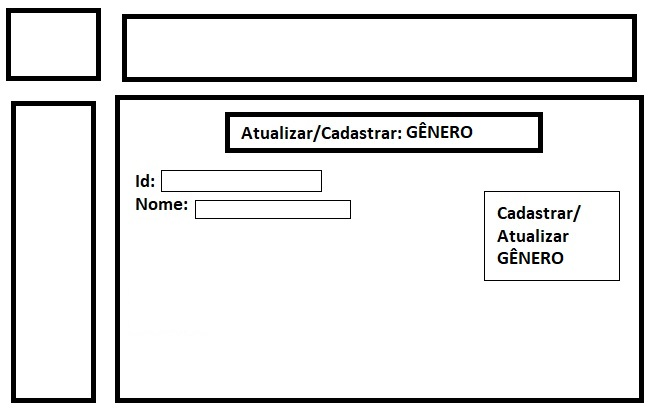 Atualizar/Cadastrar: GÊNERO
Id:
Nome:
Cadastrar/
Atualizar
GÊNERO